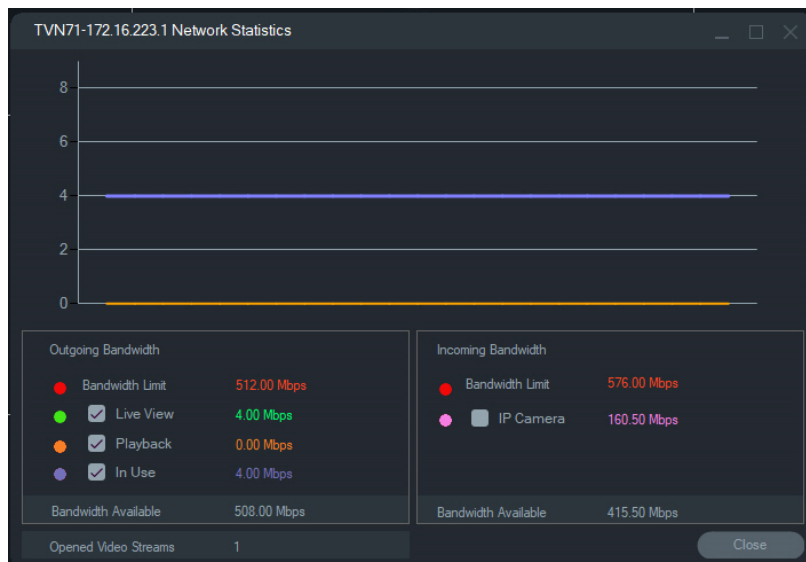 TVN71-172.16.223.1 Network Statistics
8
6
4
2
0
Outgoing Bandwidth
Bandwidth Limit 512.00 Mbps
Live View 4.00 Mbps
Playback 0.00 Mbps
In Use 4.00 Mbps
Bandwidth Available 508.00 Mbps
Opened Video Streams 1
Incoming Bandwidth
Bandwidth Limit 576.00 Mbps
IP Camera 160.50 Mbps
Bandwidth Available 415.50 Mbps
Close